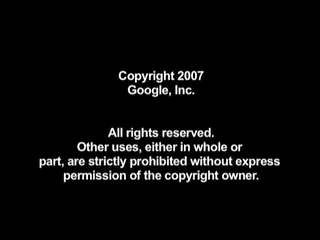 Copyright 2007
Google, Inc.
All rights reserved.
Other uses, either in whole or
part, are strictly prohibited without express
permission of the copyright owner.